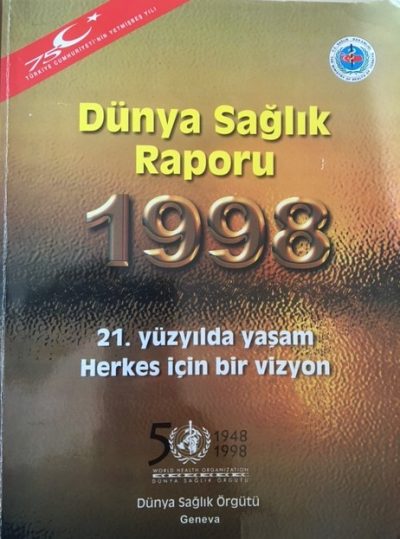 75
TÜRKİYE CUMHURİYETİ'NİN YETMİŞBEŞ YILI
Dünya Sağlık
Raporu
1998
21. yüzyılda yaşam
Herkes için bir vizyon
50 1948
1998
WORLD HEALTH ORGANIZATION
DÜNYA SAĞLIK ÖRGÜTÜ
Dünya Sağlık Örgütü
Geneva